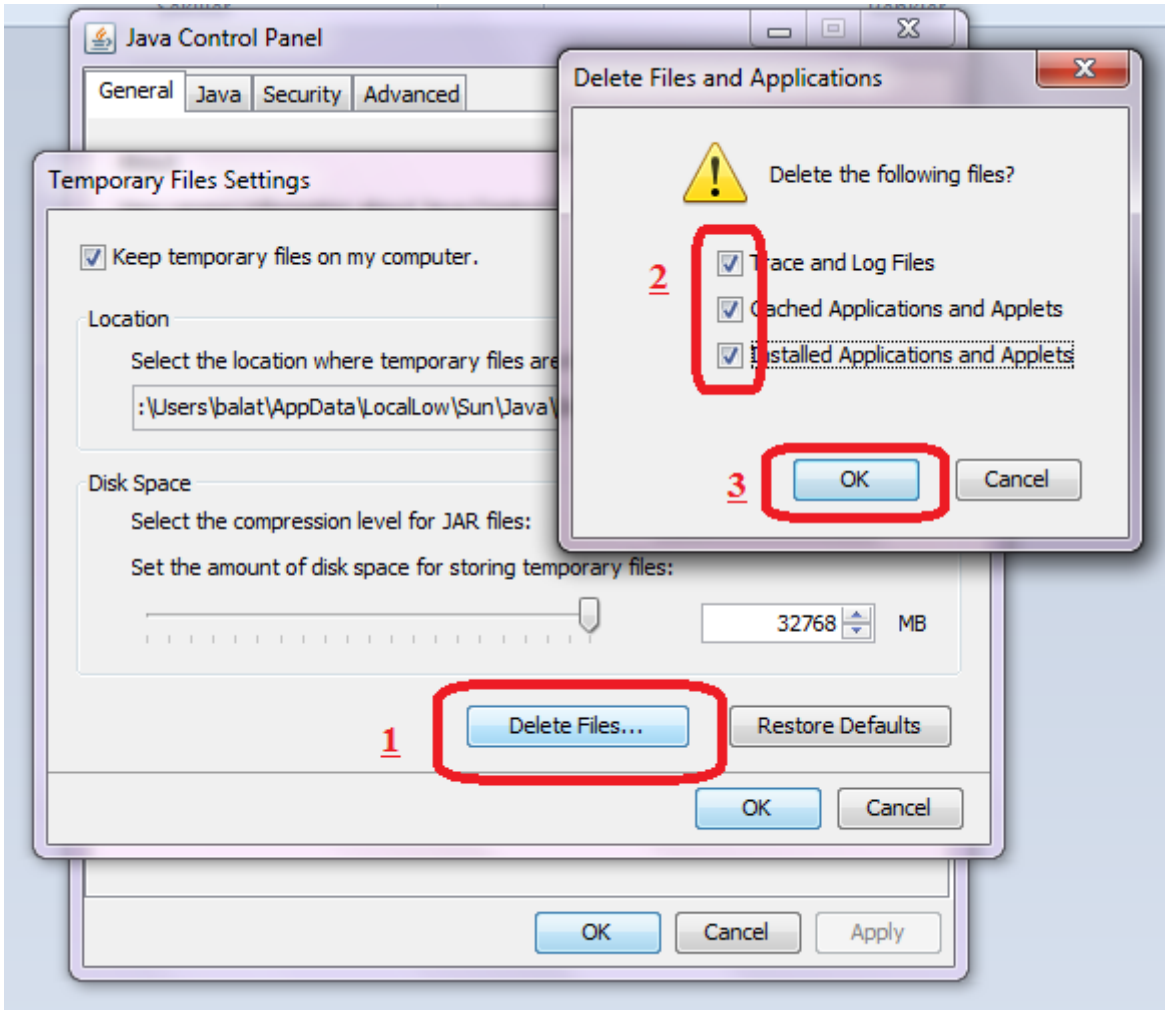 Java Control Panel
General Java Security Advanced
Delete Files and Applications
Delete the following files?
2
Trace and Log Files
Cached Applications and Applets
Installed Applications and Applets
3
OK Cancel
Temporary Files Settings
Keep temporary files on my computer.
Location
Select the location where temporary files are
:\Users\balat\AppData\LocalLow\Sun\Java\
Disk Space
Select the compression level for JAR files:
Set the amount of disk space for storing temporary files:
32768 MB
1
Delete Files... Restore Defaults
OK Cancel
OK Cancel Apply